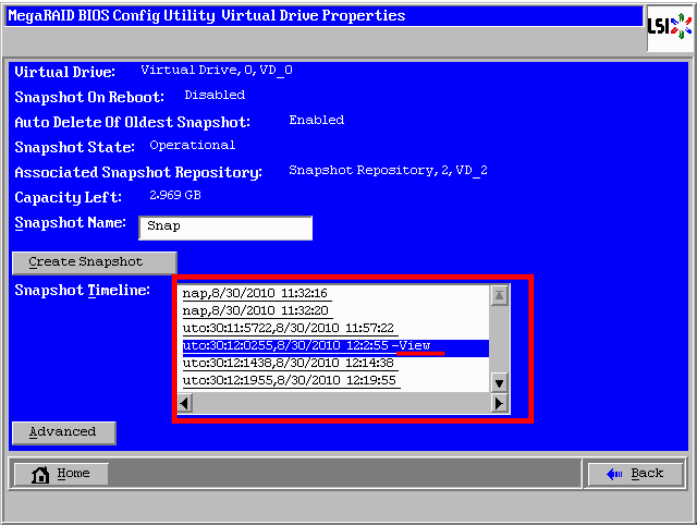 MegaRAID BIOS Config Utility Virtual Drive Properties
LSI
Virtual Drive: Virtual Drive,0,VD_0
Snapshot On Reboot: Disabled
Auto Delete Of Oldest Snapshot: Enabled
Snapshot State: Operational
Associated Snapshot Repository: Snapshot Repository,2,VD_2
Capacity Left: 2.969 GB
Snapshot Name: Snap
Create Snapshot
Snapshot Timeline:
nap,8/30/2010 11:32:16
nap,8/30/2010 11:32:20
uto:30:11:5722,8/30/2010 11:57:22
uto:30:12:0255,8/30/2010 12:2:55 -View
uto:30:12:1438,8/30/2010 12:14:38
uto:30:12:1955,8/30/2010 12:19:55
Advanced
Home
Back